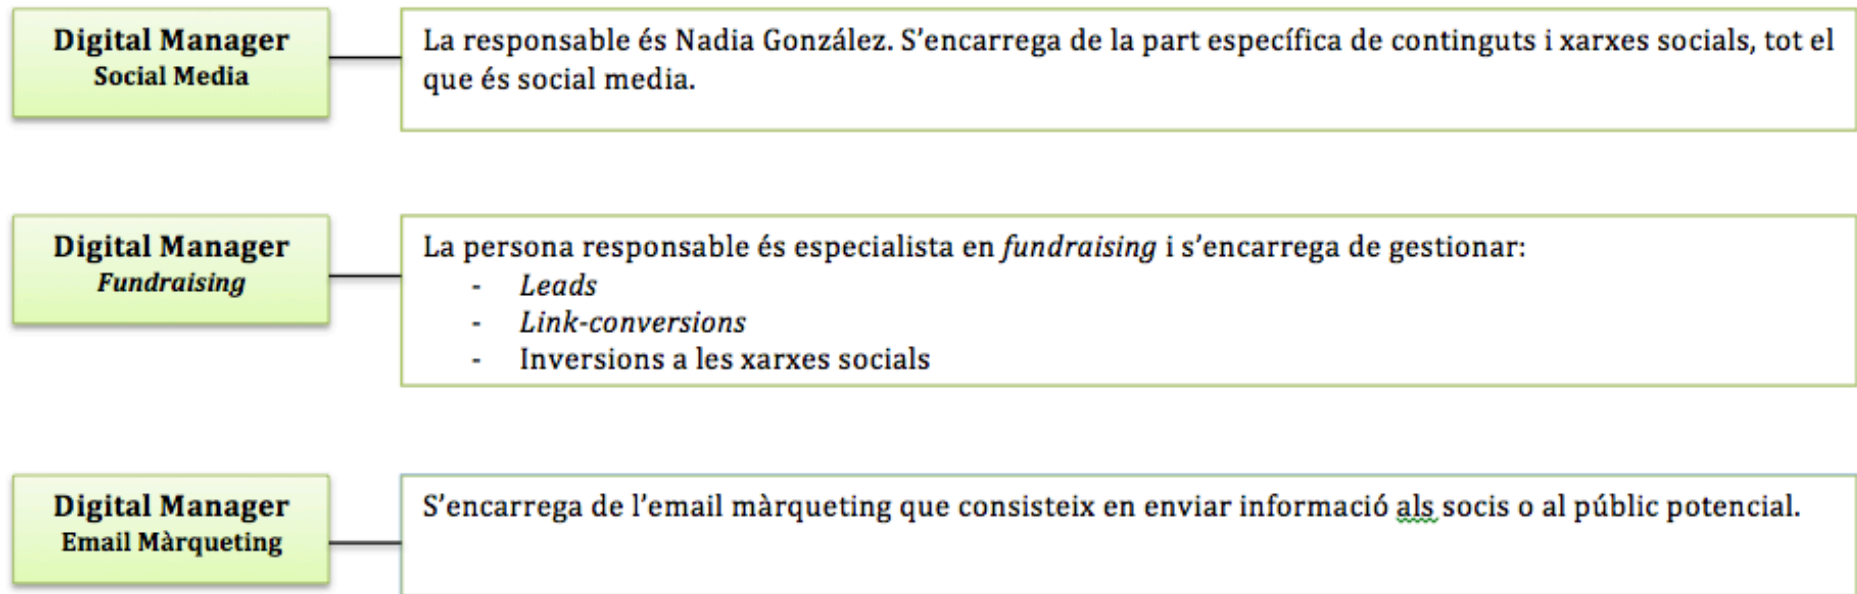 Digital Manager
Social Media
La responsable és Nadia González. S'encarrega de la part específica de continguts i xarxes socials, tot el
que és social media.
Digital Manager
Fundraising
La persona responsable és especialista en fundraising i s'encarrega de gestionar:
- Leads
- Link-conversions
- Inversions a les xarxes socials
Digital Manager
Email Màrqueting
S'encarrega de l'email màrqueting que consisteix en enviar informació als socis o al públic potencial.